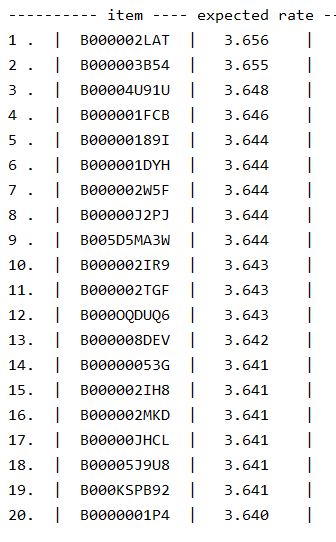 ---------- item ---- expected rate --
1 . | B000002LAT | 3.656 |
2 . | B000003B54 | 3.655 |
3 . | B00004U91U | 3.648 |
4 . | B000001FCB | 3.646 |
5 . | B00000189I | 3.644 |
6 . | B000001DYH | 3.644 |
7 . | B000002W5F | 3.644 |
8 . | B00000J2PJ | 3.644 |
9 . | B005D5MA3W | 3.644 |
10. | B000002IR9 | 3.643 |
11. | B000002TGF | 3.643 |
12. | B000OQDUQ6 | 3.643 |
13. | B000008DEV | 3.642 |
14. | B00000053G | 3.641 |
15. | B000002IH8 | 3.641 |
16. | B000002MKD | 3.641 |
17. | B00000JHCL | 3.641 |
18. | B00005J9U8 | 3.641 |
19. | B000KSPB92 | 3.641 |
20. | B0000001P4 | 3.640 |